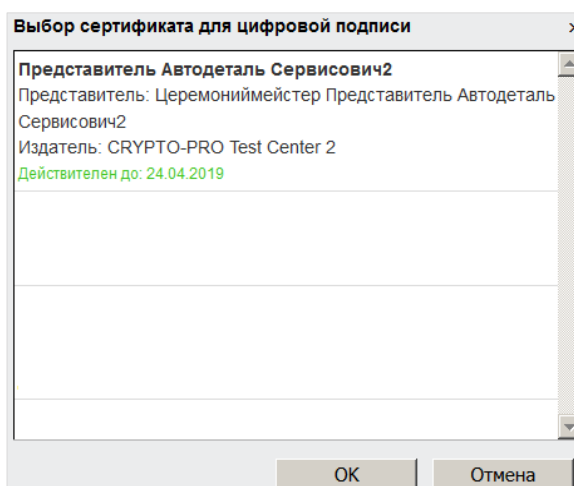 Выбор сертификата для цифровой подписи
Представитель Автодеталь Сервисович2
Представитель: Церемониймейстер Представитель Автодеталь
Сервисович2
Издатель: CRYPTO-PRO Test Center 2
Действителен до: 24.04.2019
OK
Отмена